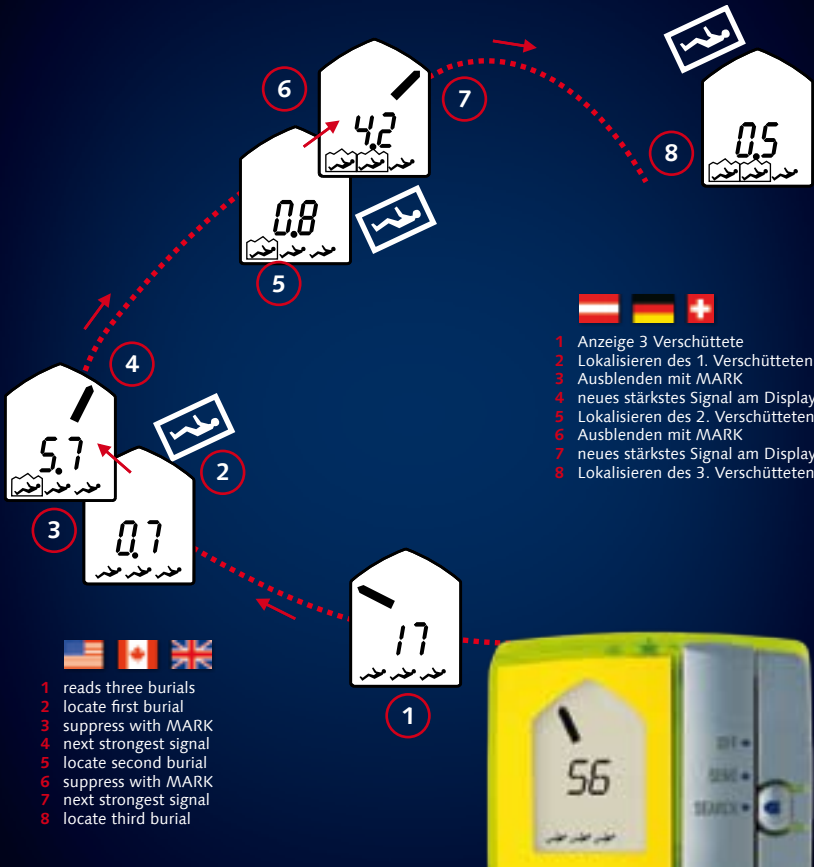 6
4.2
7
8
0.5
0.8
5
4
5.7
2
3
0.7
17
1
1 Anzeige 3 Verschüttete
2 Lokalisieren des 1. Verschütteten
3 Ausblenden mit MARK
4 neues stärkstes Signal am Display
5 Lokalisieren des 2. Verschütteten
6 Ausblenden mit MARK
7 neues stärkstes Signal am Display
8 Lokalisieren des 3. Verschütteten
1 reads three burials
2 locate first burial
3 suppress with MARK
4 next strongest signal
5 locate second burial
6 suppress with MARK
7 next strongest signal
8 locate third burial
56
OFF
SEND
SEARCH